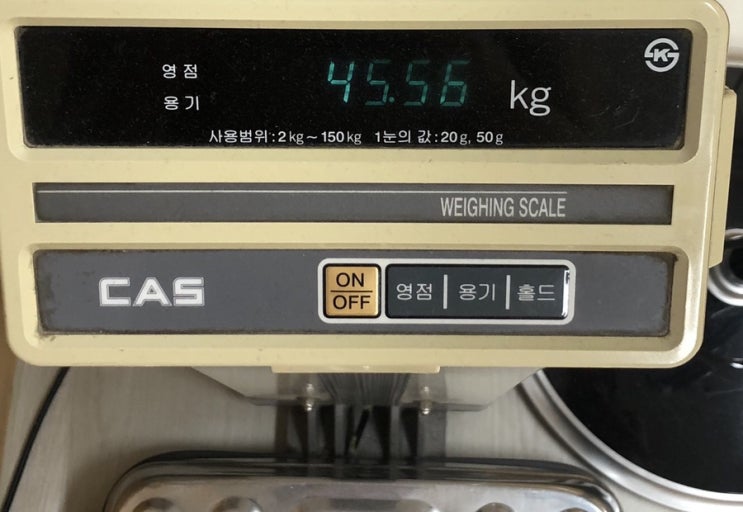 영점
45.56 kg
용기
사용범위:2kg~150kg 1눈의 값:20g, 50g
WEIGHING SCALE
CAS
ON
OFF
영점 | 용기 | 홀드